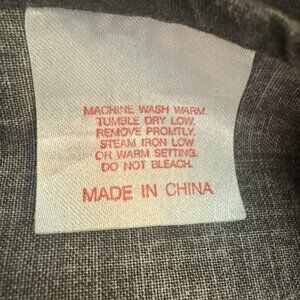 MACHINE WASH WARM.
TUMBLE DRY LOW.
REMOVE PROMTLY.
STEAM IRON LOW
OR WARM SETTING.
DO NOT BLEACH.
MADE IN CHINA